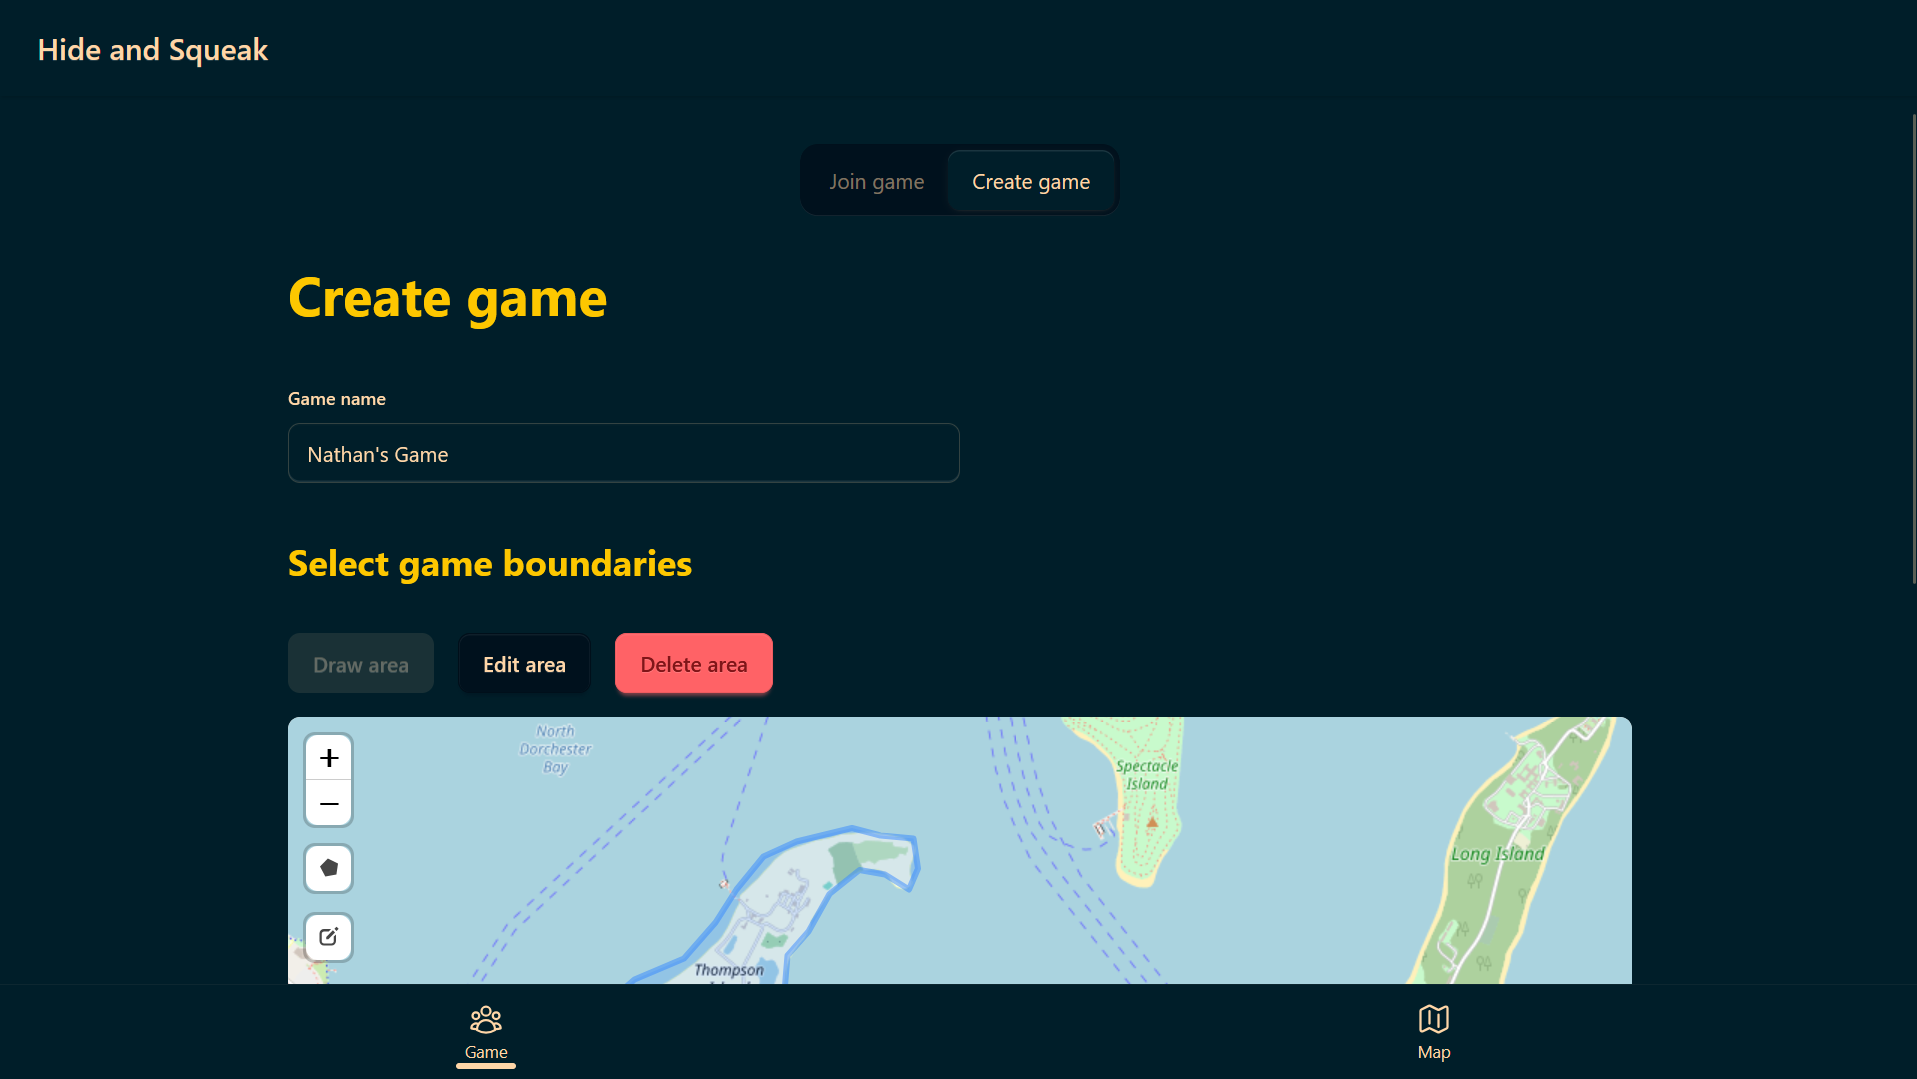 Hide and Squeak
Join game
Create game
Create game
Game name
Nathan's Game
Select game boundaries
Draw area
Edit area
Delete area
+
−
North
Dorchester
Bay
Spectacle
Island
Long Island
Thompson
Game
Map